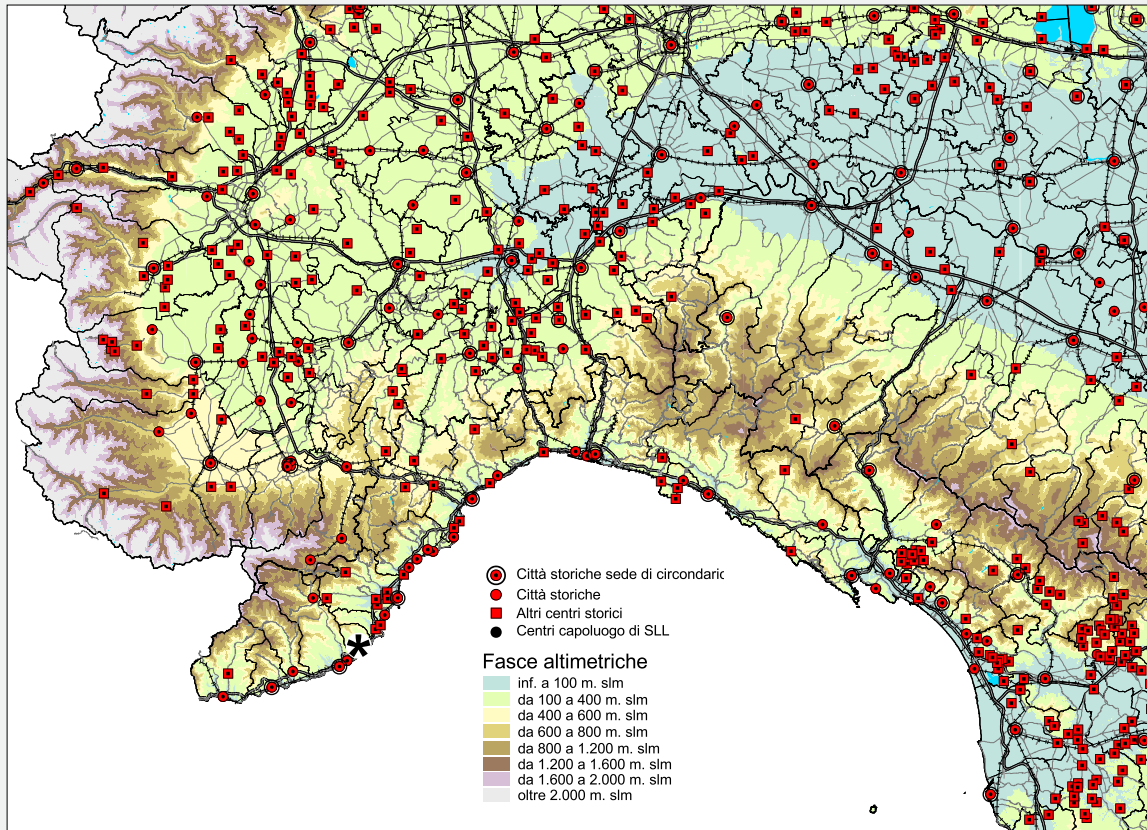 Città storiche sede di circondaric
Città storiche
Altri centri storici
Centri capoluogo di SLL
Fasce altimetriche
inf. a 100 m. slm
da 100 a 400 m. slm
da 400 a 600 m. slm
da 600 a 800 m. slm
da 800 a 1.200 m. slm
da 1.200 a 1.600 m. slm
da 1.600 a 2.000 m. slm
oltre 2.000 m. slm